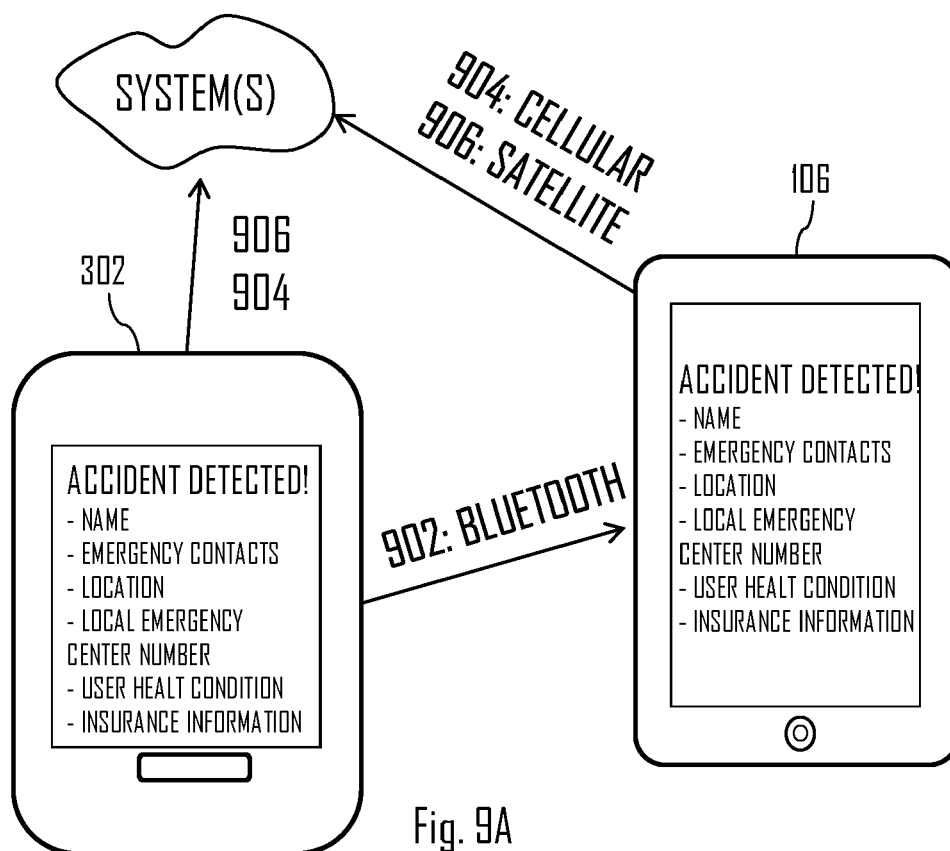 SYSTEM(S)
904: CELLULAR
906: SATELLITE
106
906
904
302
ACCIDENT DETECTED!
- NAME
- EMERGENCY CONTACTS
- LOCATION
- LOCAL EMERGENCY
CENTER NUMBER
- USER HEALT CONDITION
- INSURANCE INFORMATION
902: BLUETOOTH
ACCIDENT DETECTED!
- NAME
- EMERGENCY CONTACTS
- LOCATION
- LOCAL EMERGENCY
CENTER NUMBER
- USER HEALT CONDITION
- INSURANCE INFORMATION
Fig. 9A